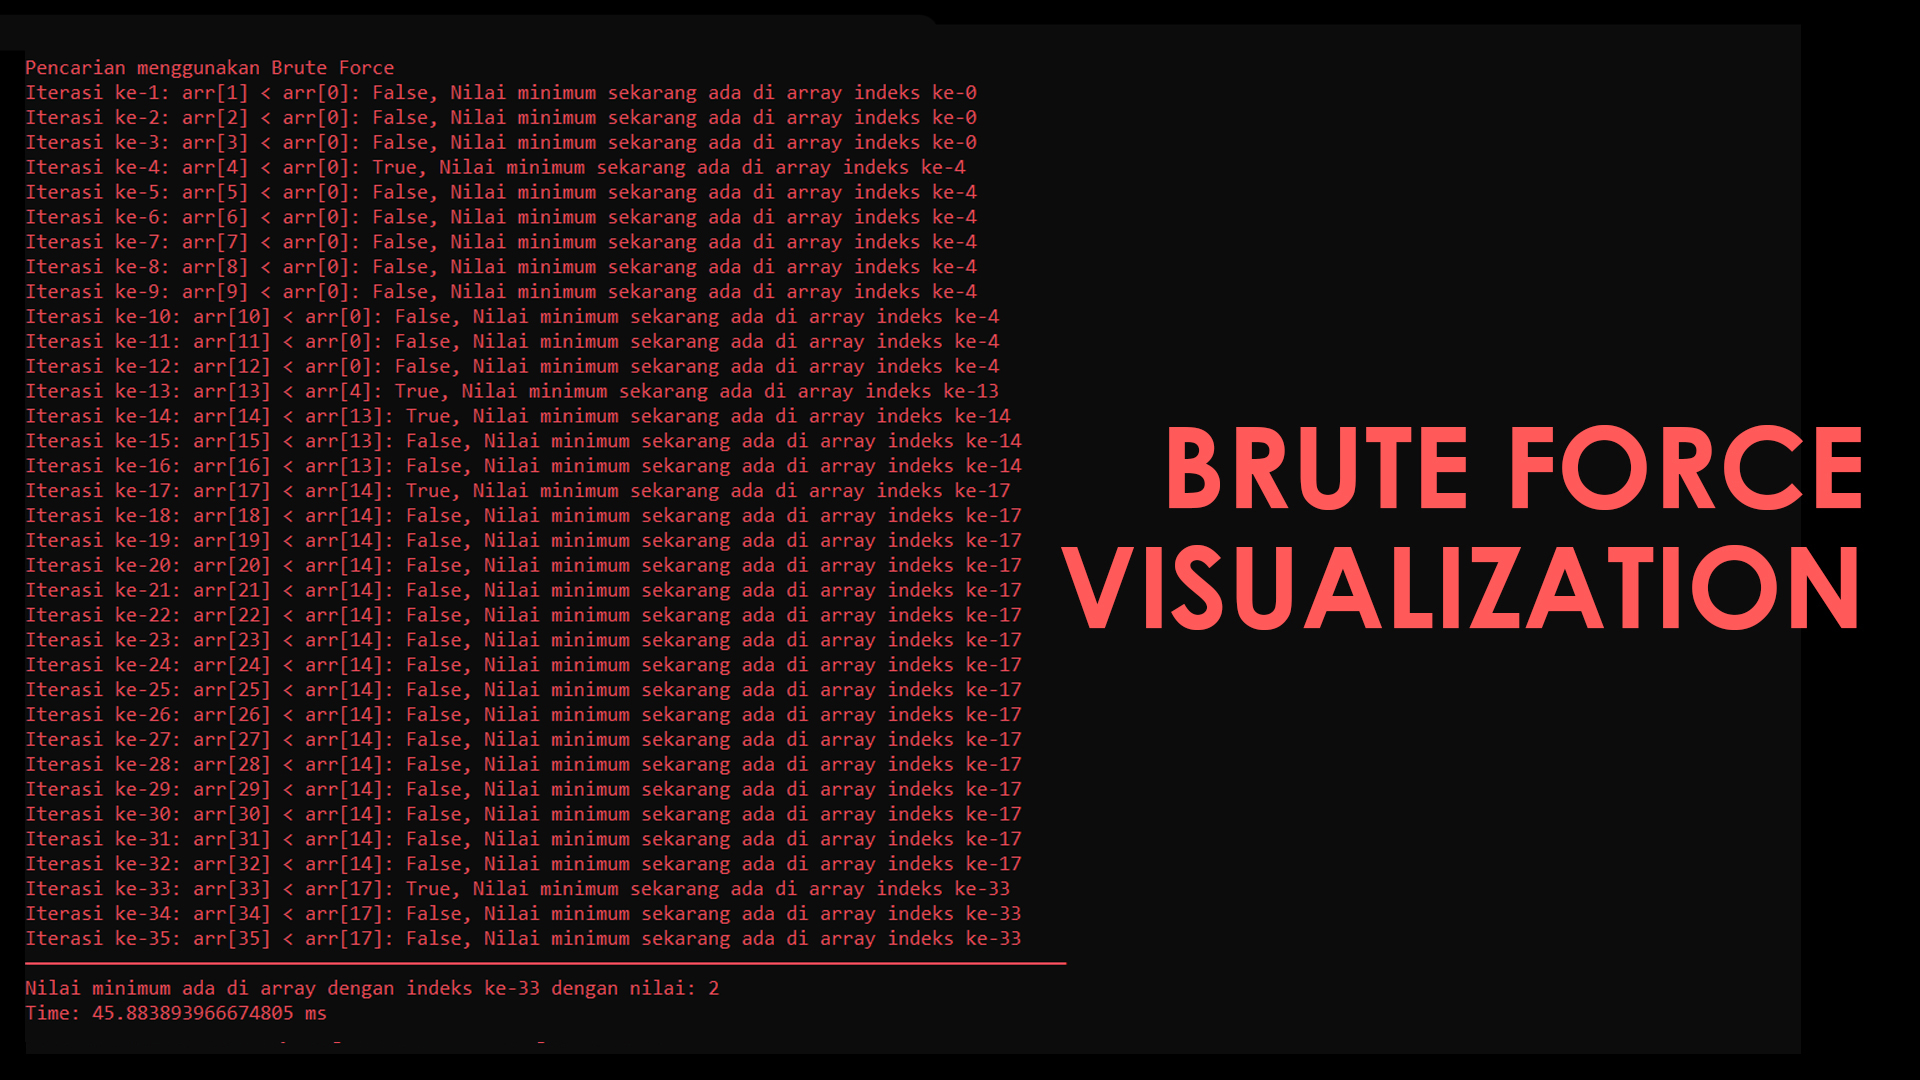 Pencarian menggunakan Brute Force
Iterasi ke-1: arr[1] < arr[0]: False, Nilai minimum sekarang ada di array indeks ke-0
Iterasi ke-2: arr[2] < arr[0]: False, Nilai minimum sekarang ada di array indeks ke-0
Iterasi ke-3: arr[3] < arr[0]: False, Nilai minimum sekarang ada di array indeks ke-0
Iterasi ke-4: arr[4] < arr[0]: True, Nilai minimum sekarang ada di array indeks ke-4
Iterasi ke-5: arr[5] < arr[0]: False, Nilai minimum sekarang ada di array indeks ke-4
Iterasi ke-6: arr[6] < arr[0]: False, Nilai minimum sekarang ada di array indeks ke-4
Iterasi ke-7: arr[7] < arr[0]: False, Nilai minimum sekarang ada di array indeks ke-4
Iterasi ke-8: arr[8] < arr[0]: False, Nilai minimum sekarang ada di array indeks ke-4
Iterasi ke-9: arr[9] < arr[0]: False, Nilai minimum sekarang ada di array indeks ke-4
Iterasi ke-10: arr[10] < arr[0]: False, Nilai minimum sekarang ada di array indeks ke-4
Iterasi ke-11: arr[11] < arr[0]: False, Nilai minimum sekarang ada di array indeks ke-4
Iterasi ke-12: arr[12] < arr[0]: False, Nilai minimum sekarang ada di array indeks ke-4
Iterasi ke-13: arr[13] < arr[4]: True, Nilai minimum sekarang ada di array indeks ke-13
Iterasi ke-14: arr[14] < arr[13]: True, Nilai minimum sekarang ada di array indeks ke-14
Iterasi ke-15: arr[15] < arr[13]: False, Nilai minimum sekarang ada di array indeks ke-14
Iterasi ke-16: arr[16] < arr[13]: False, Nilai minimum sekarang ada di array indeks ke-14
Iterasi ke-17: arr[17] < arr[14]: True, Nilai minimum sekarang ada di array indeks ke-17
Iterasi ke-18: arr[18] < arr[14]: False, Nilai minimum sekarang ada di array indeks ke-17
Iterasi ke-19: arr[19] < arr[14]: False, Nilai minimum sekarang ada di array indeks ke-17
Iterasi ke-20: arr[20] < arr[14]: False, Nilai minimum sekarang ada di array indeks ke-17
Iterasi ke-21: arr[21] < arr[14]: False, Nilai minimum sekarang ada di array indeks ke-17
Iterasi ke-22: arr[22] < arr[14]: False, Nilai minimum sekarang ada di array indeks ke-17
Iterasi ke-23: arr[23] < arr[14]: False, Nilai minimum sekarang ada di array indeks ke-17
Iterasi ke-24: arr[24] < arr[14]: False, Nilai minimum sekarang ada di array indeks ke-17
Iterasi ke-25: arr[25] < arr[14]: False, Nilai minimum sekarang ada di array indeks ke-17
Iterasi ke-26: arr[26] < arr[14]: False, Nilai minimum sekarang ada di array indeks ke-17
Iterasi ke-27: arr[27] < arr[14]: False, Nilai minimum sekarang ada di array indeks ke-17
Iterasi ke-28: arr[28] < arr[14]: False, Nilai minimum sekarang ada di array indeks ke-17
Iterasi ke-29: arr[29] < arr[14]: False, Nilai minimum sekarang ada di array indeks ke-17
Iterasi ke-30: arr[30] < arr[14]: False, Nilai minimum sekarang ada di array indeks ke-17
Iterasi ke-31: arr[31] < arr[14]: False, Nilai minimum sekarang ada di array indeks ke-17
Iterasi ke-32: arr[32] < arr[14]: False, Nilai minimum sekarang ada di array indeks ke-17
Iterasi ke-33: arr[33] < arr[17]: True, Nilai minimum sekarang ada di array indeks ke-33
Iterasi ke-34: arr[34] < arr[17]: False, Nilai minimum sekarang ada di array indeks ke-33
Iterasi ke-35: arr[35] < arr[17]: False, Nilai minimum sekarang ada di array indeks ke-33
Nilai minimum ada di array dengan indeks ke-33 dengan nilai: 2
Time: 45.883893966674805 ms
BRUTE FORCE
VISUALIZATION